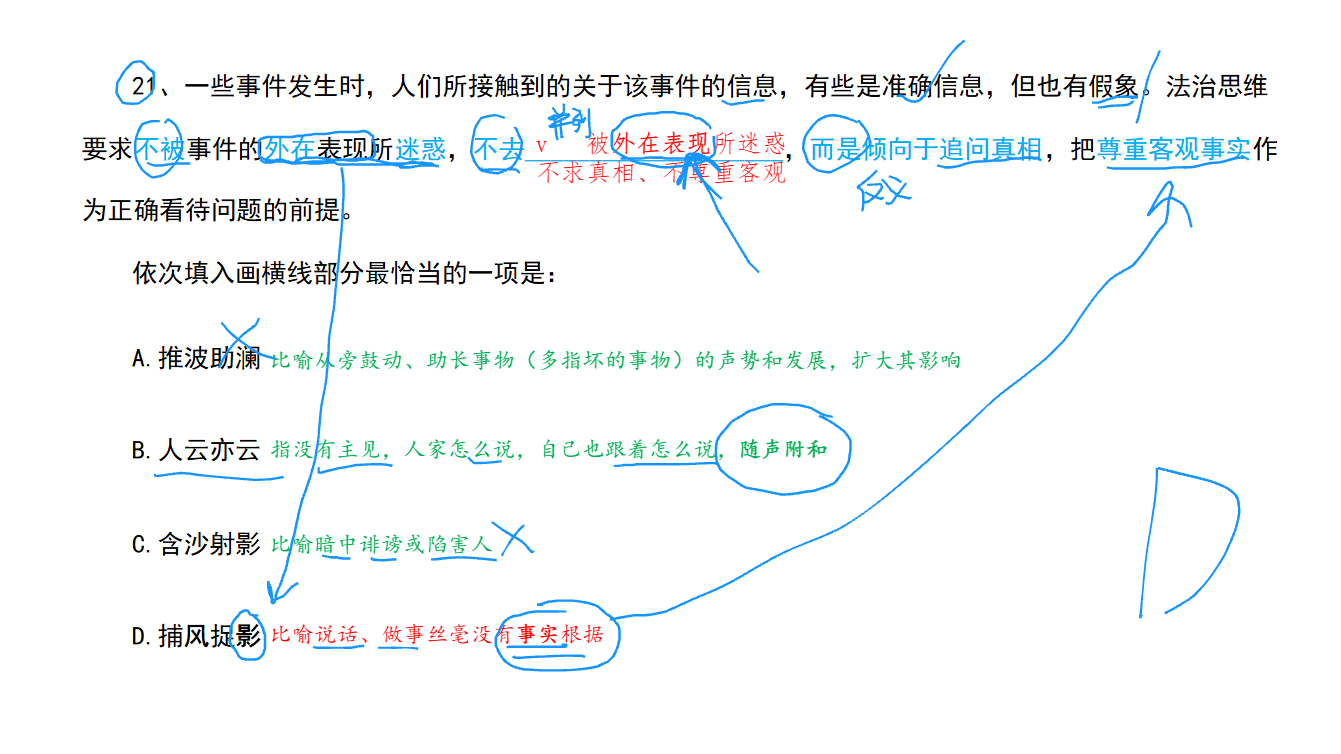 21、一些事件发生时，人们所接触到的关于该事件的信息，有些是准确信息，但也有假象。法治思维
并列
要求不被事件的外在表现所迷惑，不去 v 被外在表现所迷惑，而是倾向于追问真相，把尊重客观事实作
不求真相、不尊重客观
反义
为正确看待问题的前提。
依次填入画横线部分最恰当的一项是：
A.推波助澜 比喻从旁鼓动、助长事物（多指坏的事物）的声势和发展，扩大其影响
B.人云亦云 指没有主见，人家怎么说，自己也跟着怎么说，随声附和
C.含沙射影 比喻暗中诽谤或陷害人
D.捕风捉影 比喻说话、做事丝毫没有事实根据
D